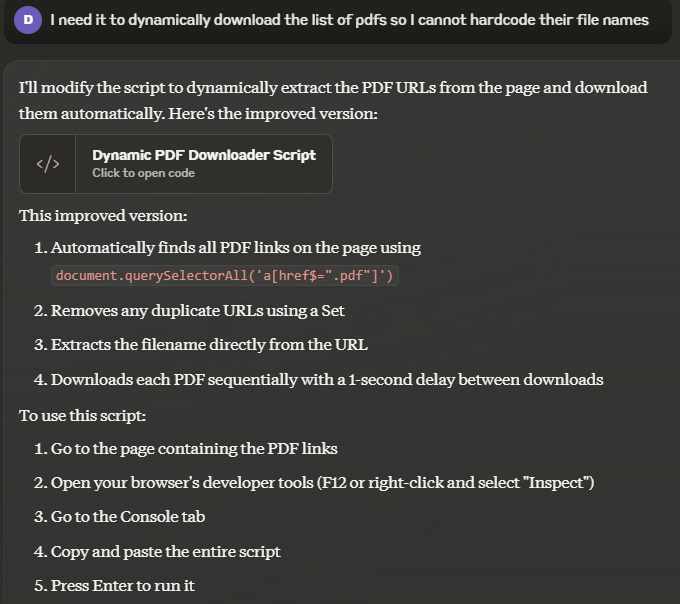 D I need it to dynamically download the list of pdfs so I cannot hardcode their file names
I'll modify the script to dynamically extract the PDF URLs from the page and download
them automatically. Here's the improved version:
</> Dynamic PDF Downloader Script
Click to open code
This improved version:
1. Automatically finds all PDF links on the page using
document.querySelectorAll('a[href$=".pdf"]')
2. Removes any duplicate URLs using a Set
3. Extracts the filename directly from the URL
4. Downloads each PDF sequentially with a 1-second delay between downloads
To use this script:
1. Go to the page containing the PDF links
2. Open your browser's developer tools (F12 or right-click and select "Inspect")
3. Go to the Console tab
4. Copy and paste the entire script
5. Press Enter to run it